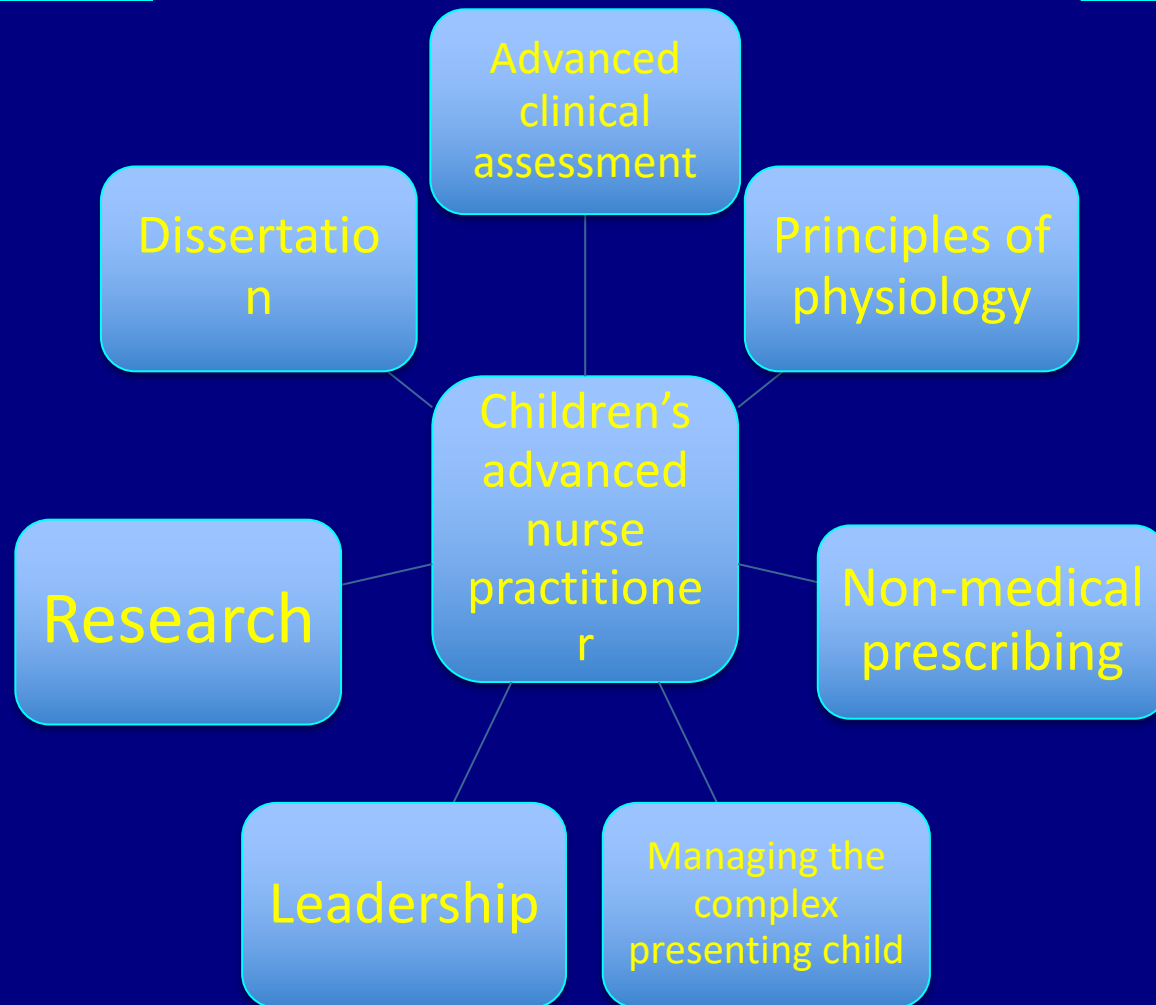 Advanced
clinical
assessment
Dissertatio
n
Principles of
physiology
Children’s
advanced
nurse
practitione
r
Research
Non-medical
prescribing
Leadership
Managing the
complex
presenting child